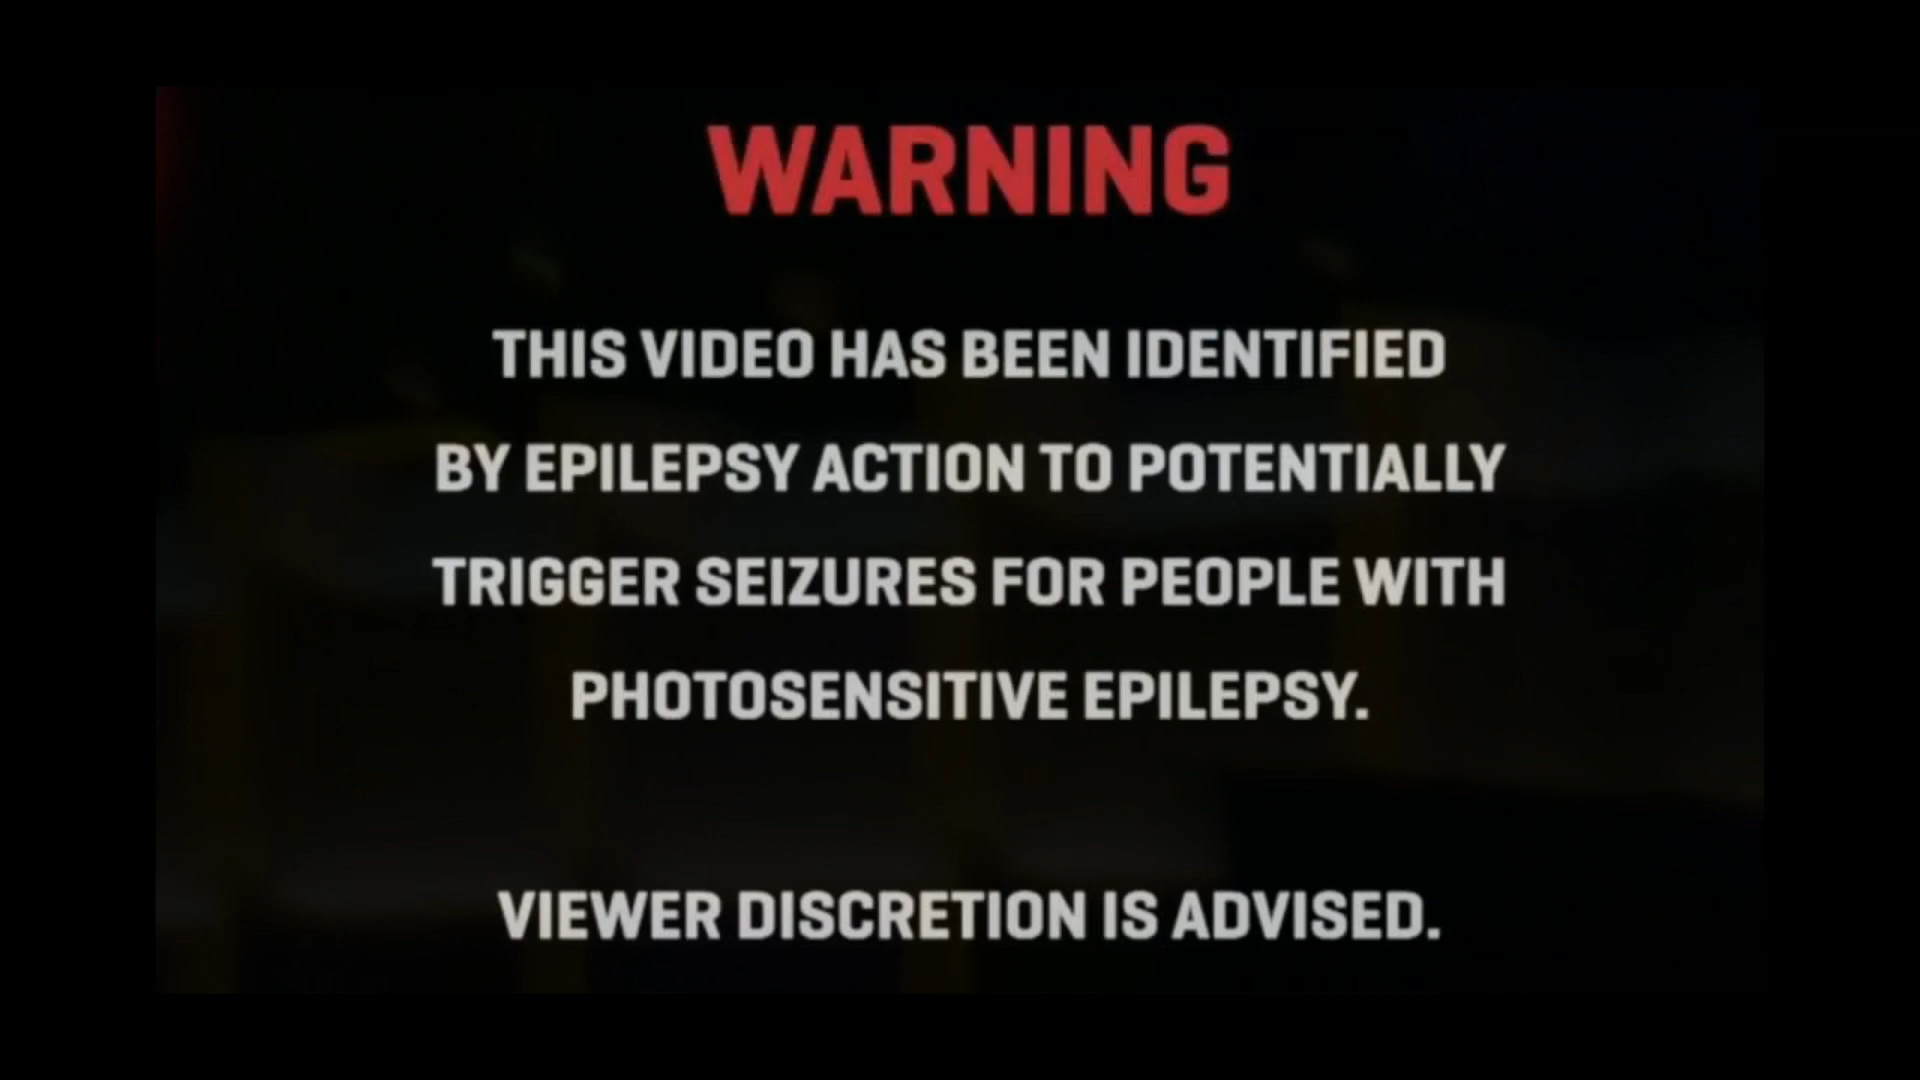 WARNING
THIS VIDEO HAS BEEN IDENTIFIED
BY EPILEPSY ACTION TO POTENTIALLY
TRIGGER SEIZURES FOR PEOPLE WITH
PHOTOSENSITIVE EPILEPSY.
VIEWER DISCRETION IS ADVISED.